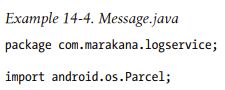 Example 14-4. Message.java
package com.marakana.logservice;
import android.os.Parcel;